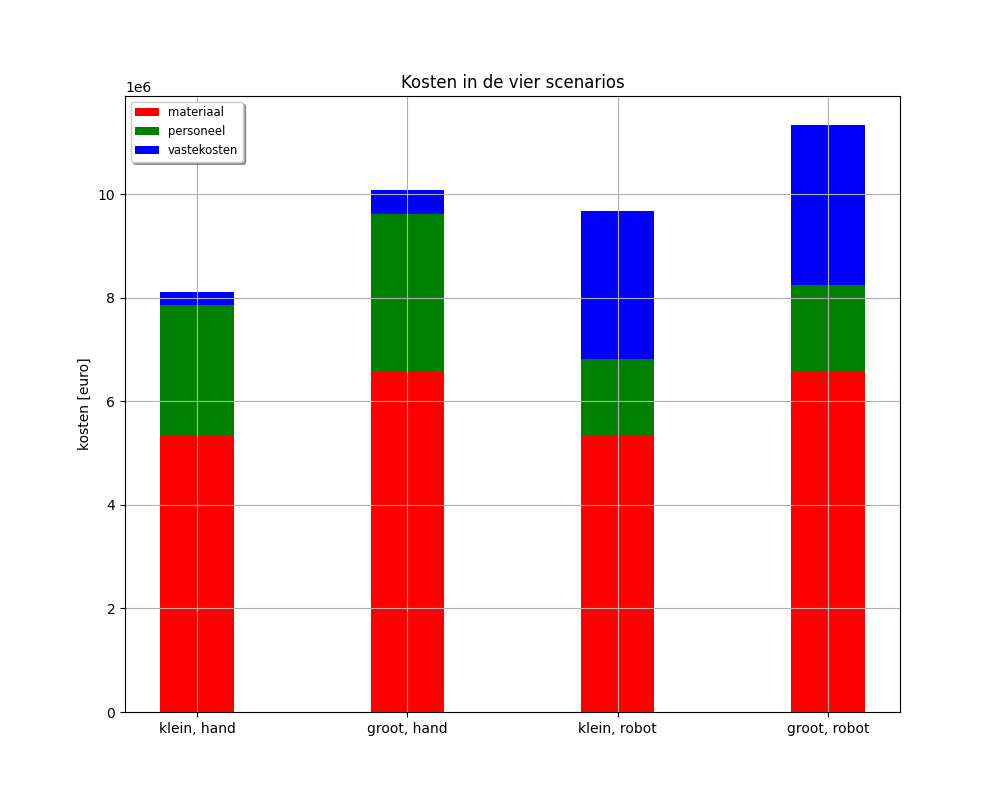 Kosten in de vier scenarios
1e6
materiaal
personeel
vastekosten
10
8
6
4
2
0
kosten [euro]
klein, hand
groot, hand
klein, robot
groot, robot